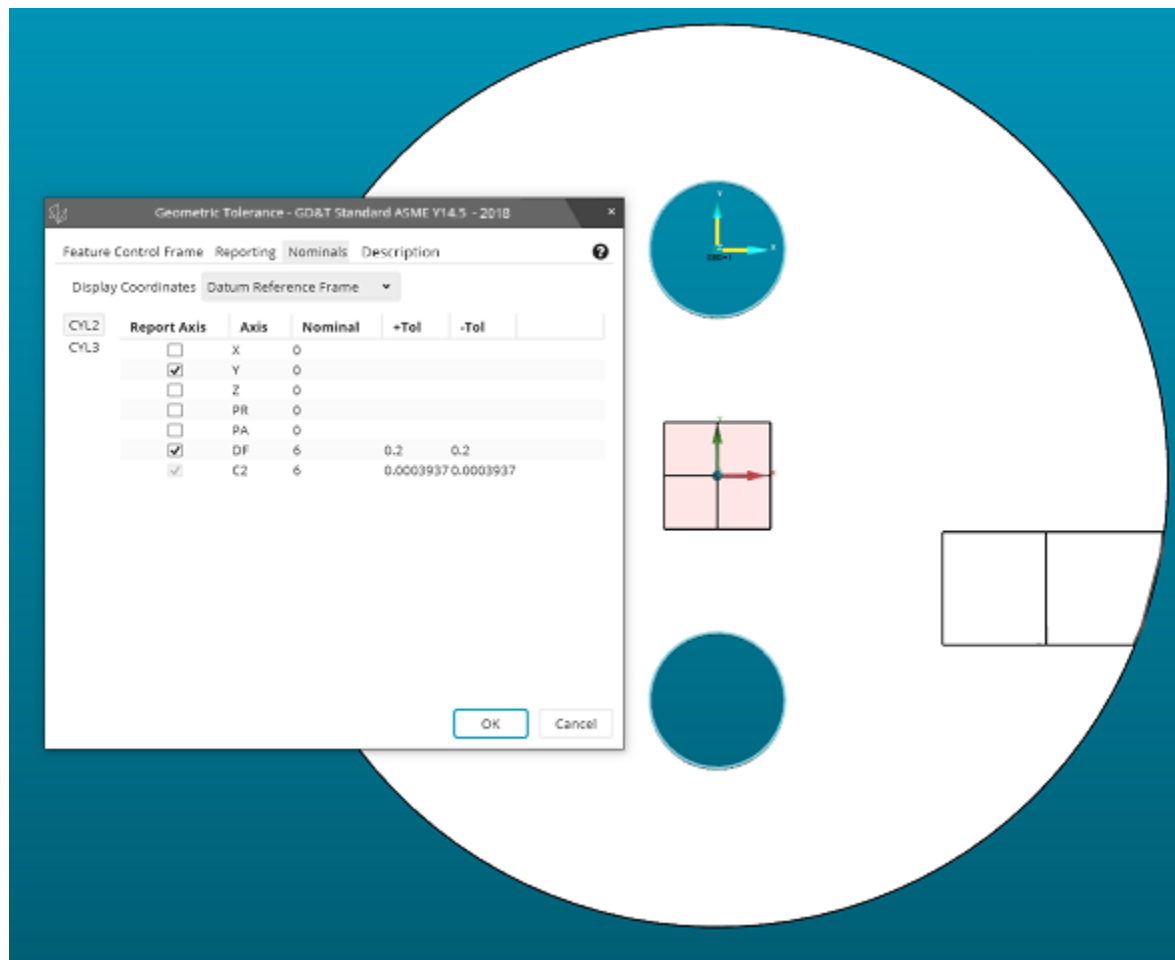 Geometric Tolerance - GD&T Standard ASME Y14.5 - 2018 ×
Feature Control Frame Reporting Nominals Description ?
Display Coordinates Datum Reference Frame
CYL2
CYL3
Report Axis Axis Nominal +Tol -Tol
X 0
Y 0
Z 0
PR 0
PA 0
DF 6 0.2 0.2
C2 6 0.0003937 0.0003937
OK Cancel
Y
X